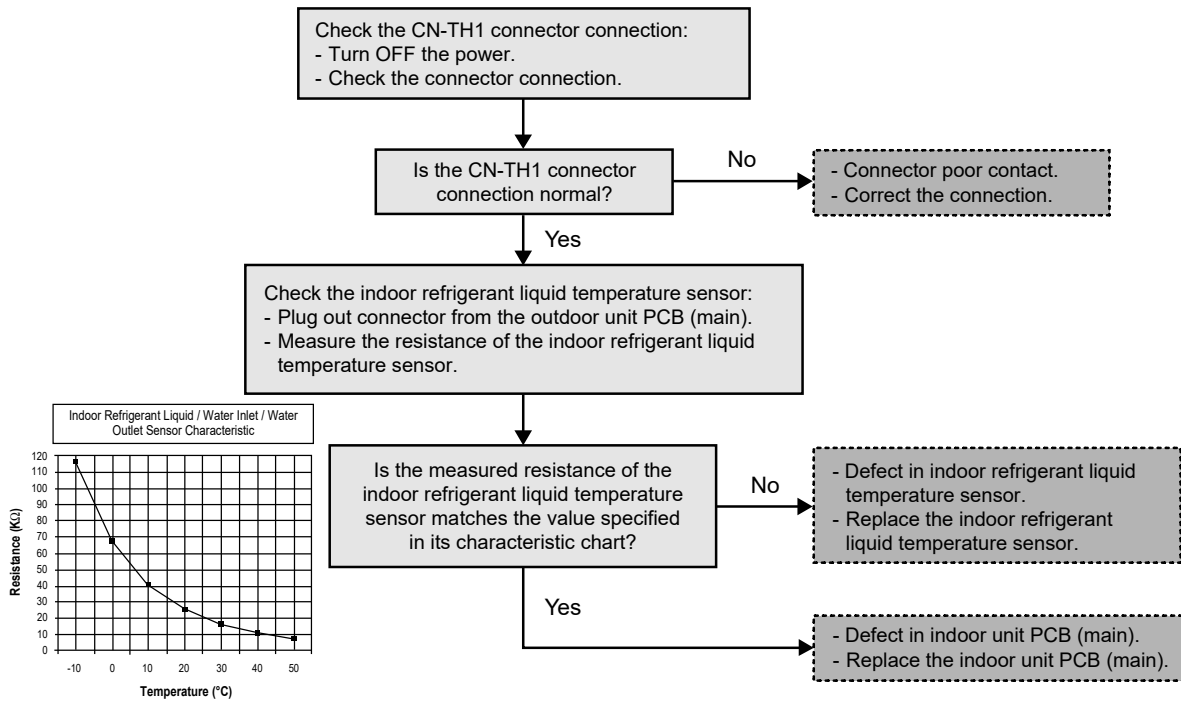 Check the CN-TH1 connector connection:
- Turn OFF the power.
- Check the connector connection.
Is the CN-TH1 connector
connection normal?
No
- Connector poor contact.
- Correct the connection.
Yes
Check the indoor refrigerant liquid temperature sensor:
- Plug out connector from the outdoor unit PCB (main).
- Measure the resistance of the indoor refrigerant liquid
temperature sensor.
Indoor Refrigerant Liquid / Water Inlet / Water
Outlet Sensor Characteristic
120
110
100
90
80
70
60
50
40
30
20
10
0
Resistance (KΩ)
-10 0 10 20 30 40 50
Temperature (°C)
Is the measured resistance of the
indoor refrigerant liquid temperature
sensor matches the value specified
in its characteristic chart?
No
- Defect in indoor refrigerant liquid
temperature sensor.
- Replace the indoor refrigerant
liquid temperature sensor.
Yes
- Defect in indoor unit PCB (main).
- Replace the indoor unit PCB (main).